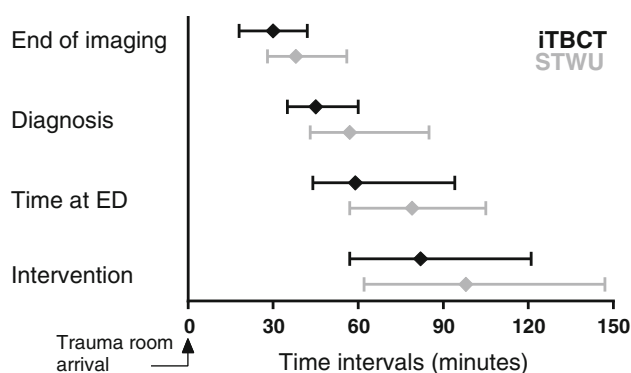 End of imaging
iTBCT
STWU
Diagnosis
Time at ED
Intervention
0 30 60 90 120 150
Trauma room
arrival
Time intervals (minutes)